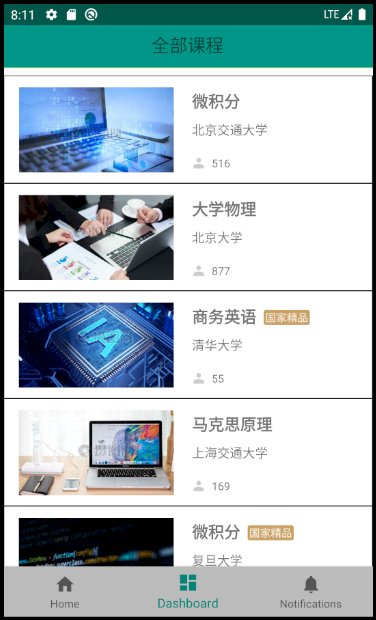 8:11
LTE
全部课程
微积分
北京交通大学
516
大学物理
北京大学
877
商务英语 国家精品
清华大学
55
马克思原理
上海交通大学
169
微积分 国家精品
复旦大学
Home
Dashboard
Notifications